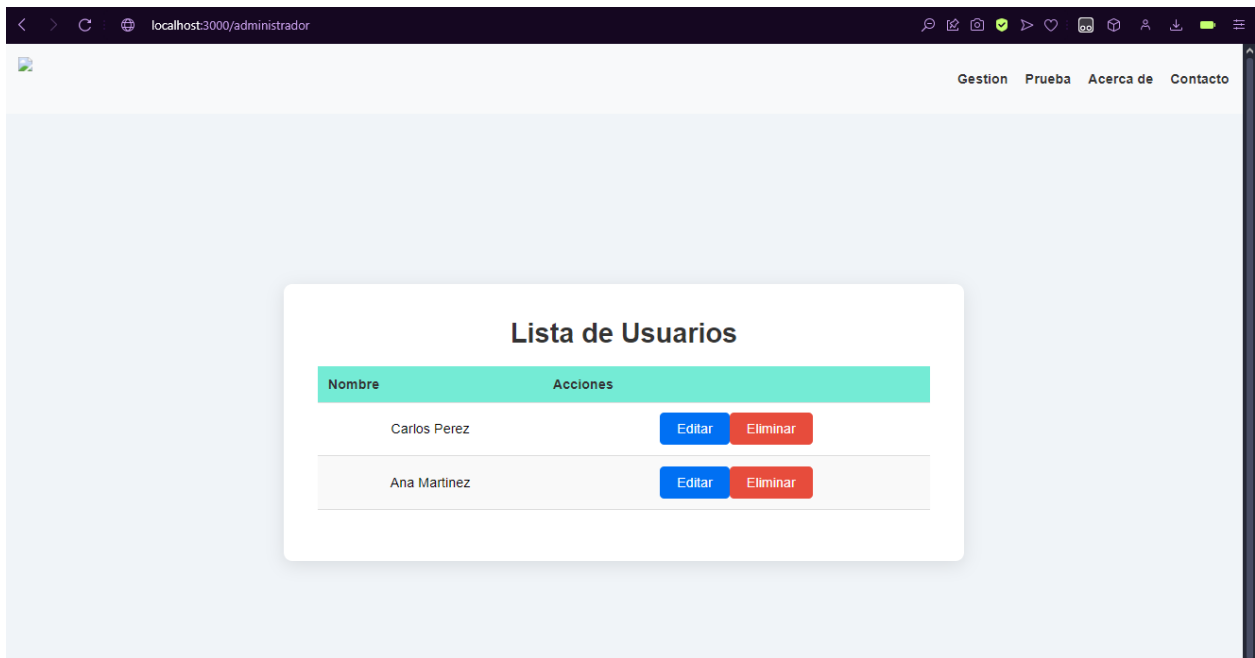 localhost:3000/administrador
Gestion Prueba Acerca de Contacto
Lista de Usuarios
Nombre Acciones
Carlos Perez Editar Eliminar
Ana Martinez Editar Eliminar